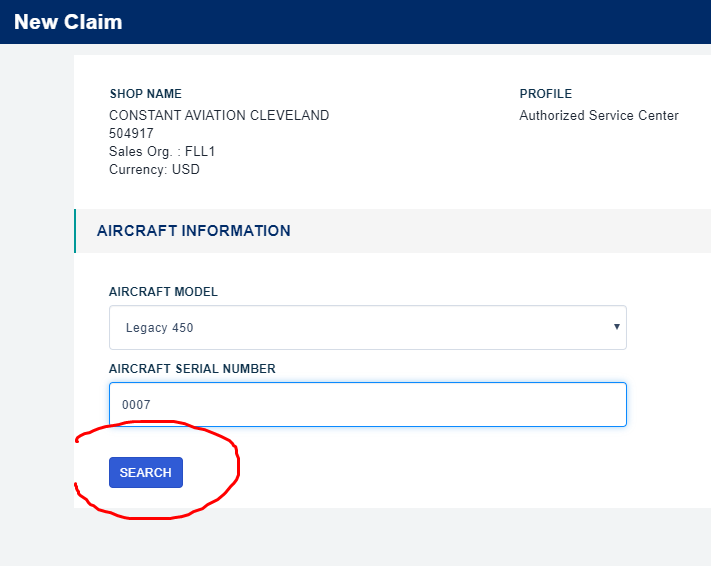 New Claim
SHOP NAME
CONSTANT AVIATION CLEVELAND
504917
Sales Org. : FLL1
Currency: USD
PROFILE
Authorized Service Center
AIRCRAFT INFORMATION
AIRCRAFT MODEL
Legacy 450
AIRCRAFT SERIAL NUMBER
0007
SEARCH